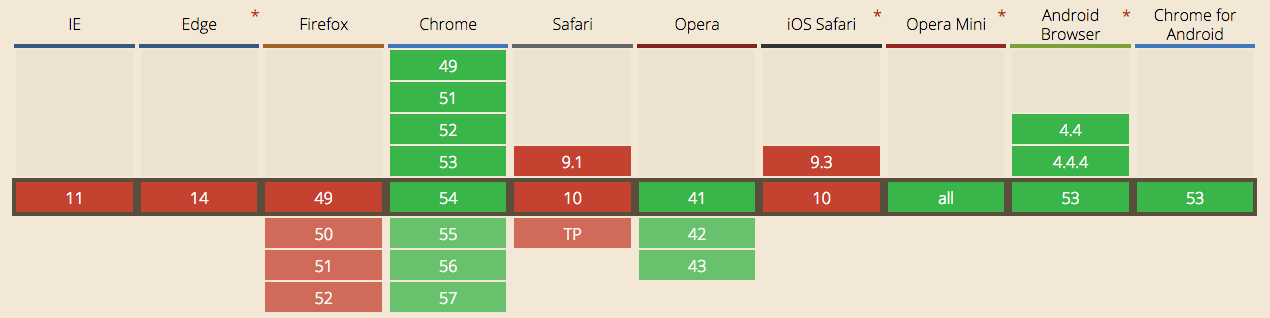 IE Edge * Firefox Chrome Safari Opera iOS Safari * Opera Mini * Android Browser * Chrome for Android
49
51
52 4.4
53 9.1 9.3 4.4.4
11 14 49 54 10 41 10 all 53 53
50 55 TP 42
51 56 43
52 57